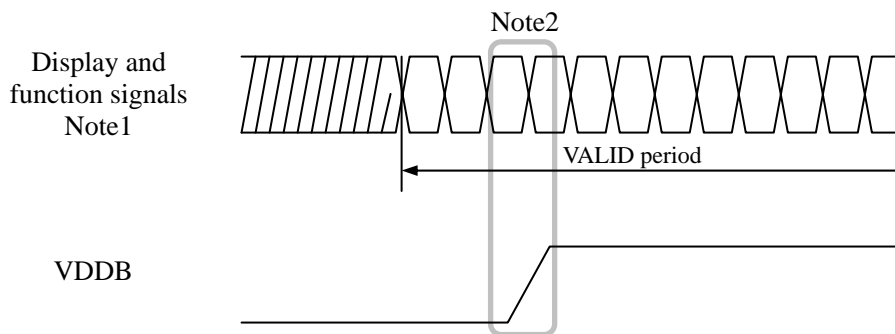 Note2
Display and
function signals
Note1
VALID period
VDDB